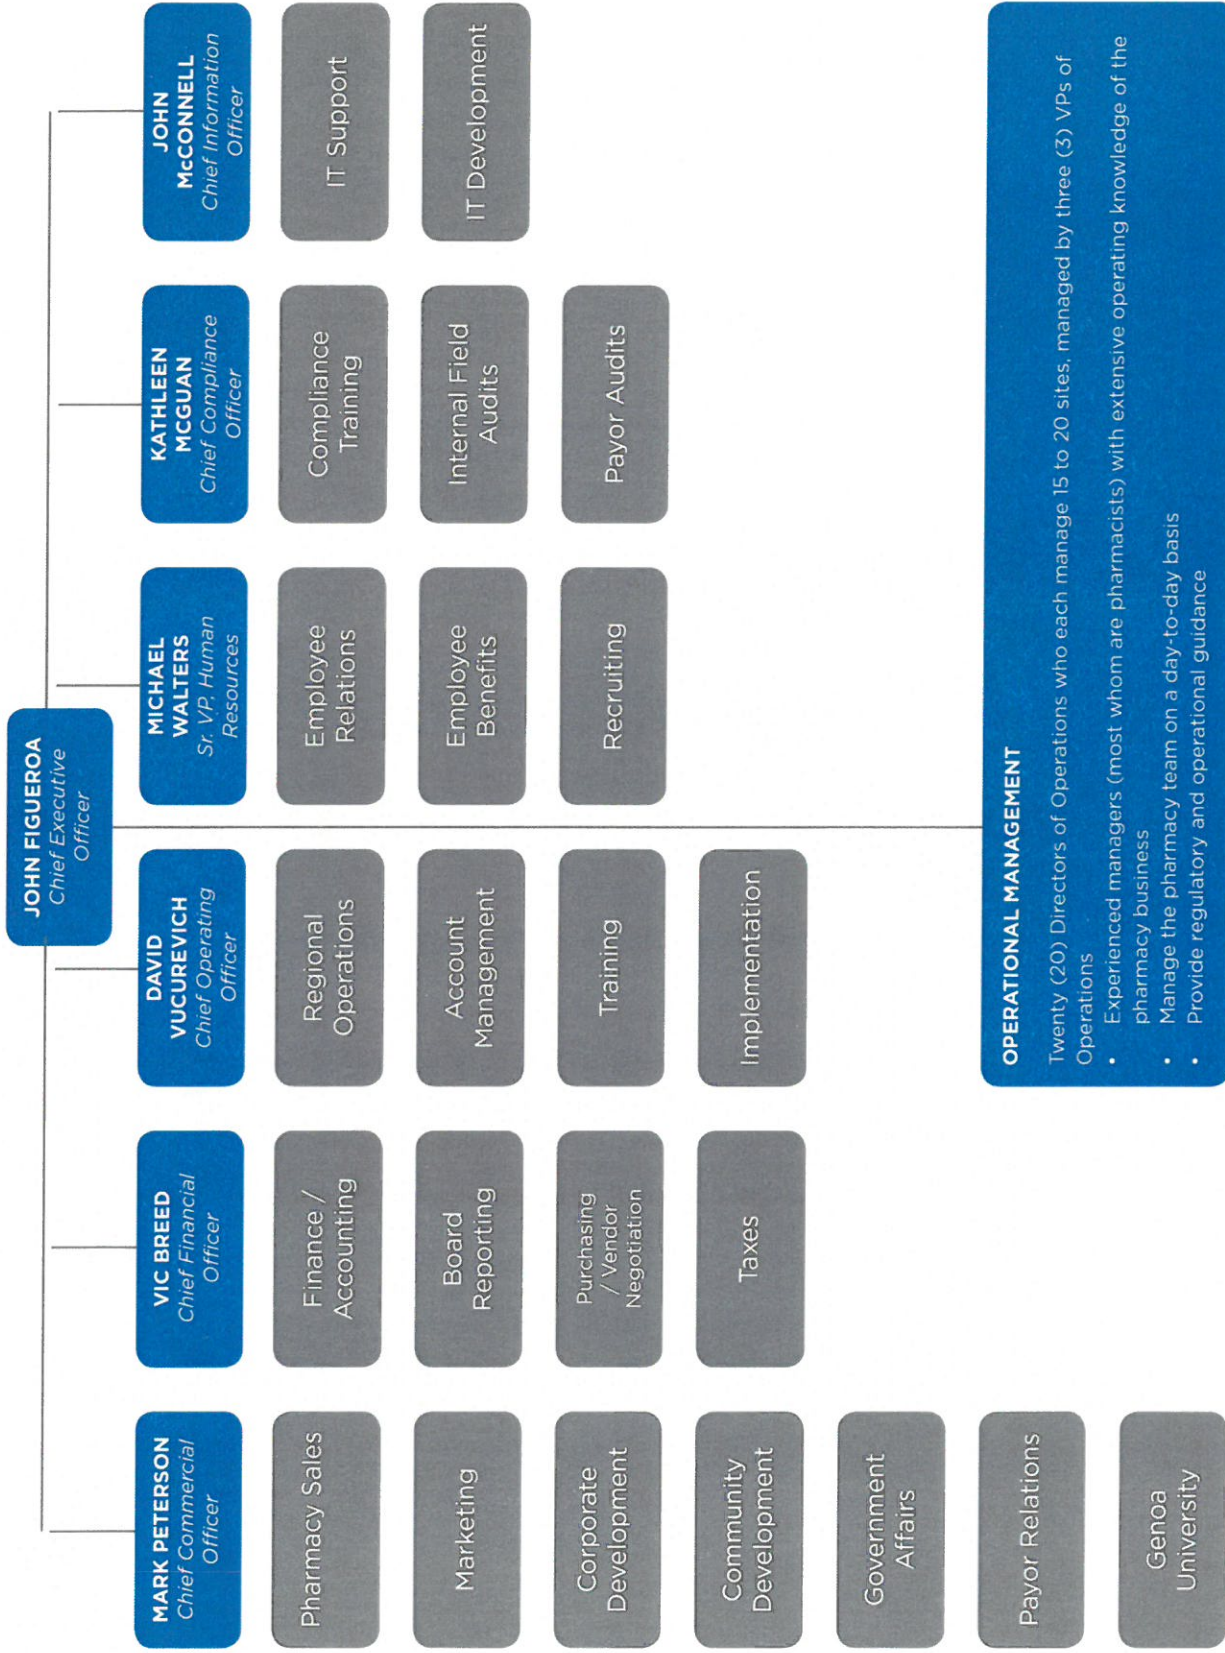 JOHN FIGUEROA
Chief Executive
Officer
MARK PETERSON
Chief Commercial
Officer
Pharmacy Sales
Marketing
Corporate
Development
Community
Development
Government
Affairs
Payor Relations
Genoa
University
VIC BREED
Chief Financial
Officer
Finance /
Accounting
Board
Reporting
Purchasing
/ Vendor
Negotiation
Taxes
DAVID
VUCUREVICH
Chief Operating
Officer
Regional
Operations
Account
Management
Training
Implementation
MICHAEL
WALTERS
Sr. VP, Human
Resources
Employee
Relations
Employee
Benefits
Recruiting
KATHLEEN
MCGUAN
Chief Compliance
Officer
Compliance
Training
Internal Field
Audits
Payor Audits
JOHN
McCONNELL
Chief Information
Officer
IT Support
IT Development
OPERATIONAL MANAGEMENT
Twenty (20) Directors of Operations who each manage 15 to 20 sites, managed by three (3) VPs of
Operations
• Experienced managers (most whom are pharmacists) with extensive operating knowledge of the
pharmacy business
• Manage the pharmacy team on a day-to-day basis
• Provide regulatory and operational guidance